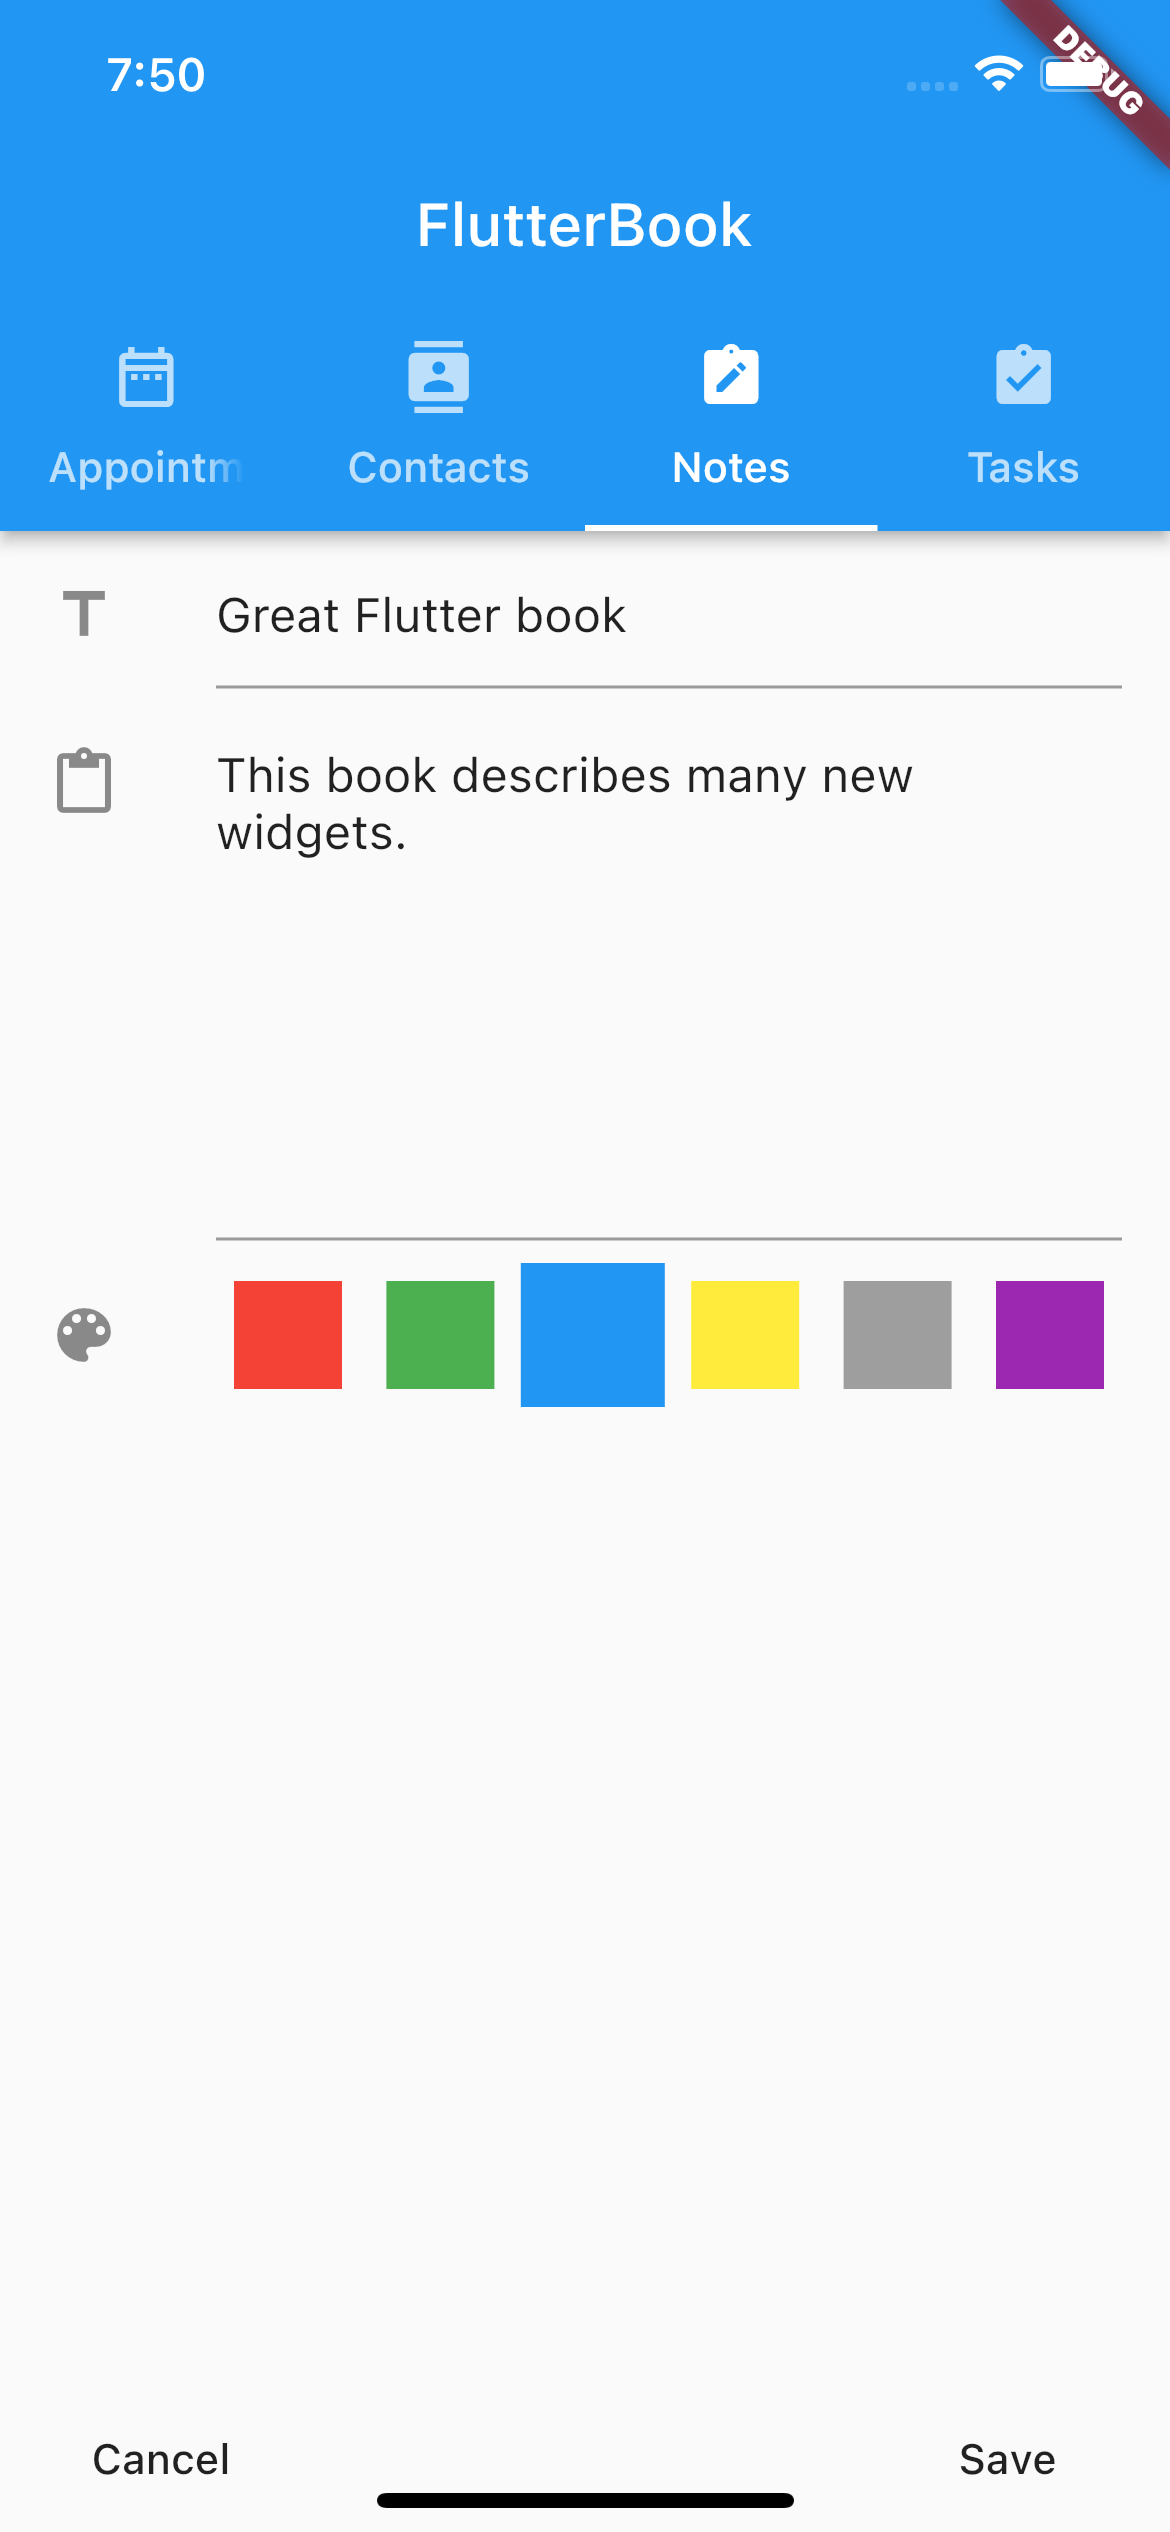 7:50
DEBUG
FlutterBook
Appointm
Contacts
Notes
Tasks
Great Flutter book
This book describes many new
widgets.
Cancel
Save